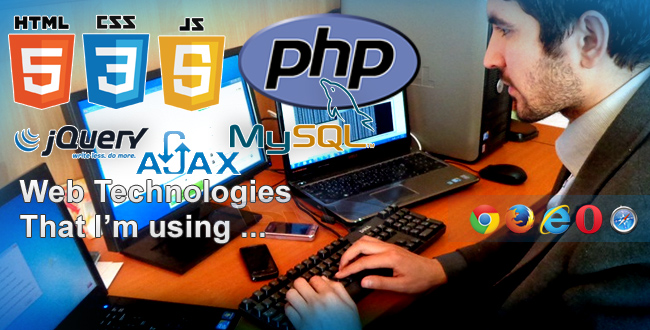 HTML CSS JS
5 3 5
php
jQuery
write less. do more.
AJAX
MySQL
Web Technologies
That I'm using ...